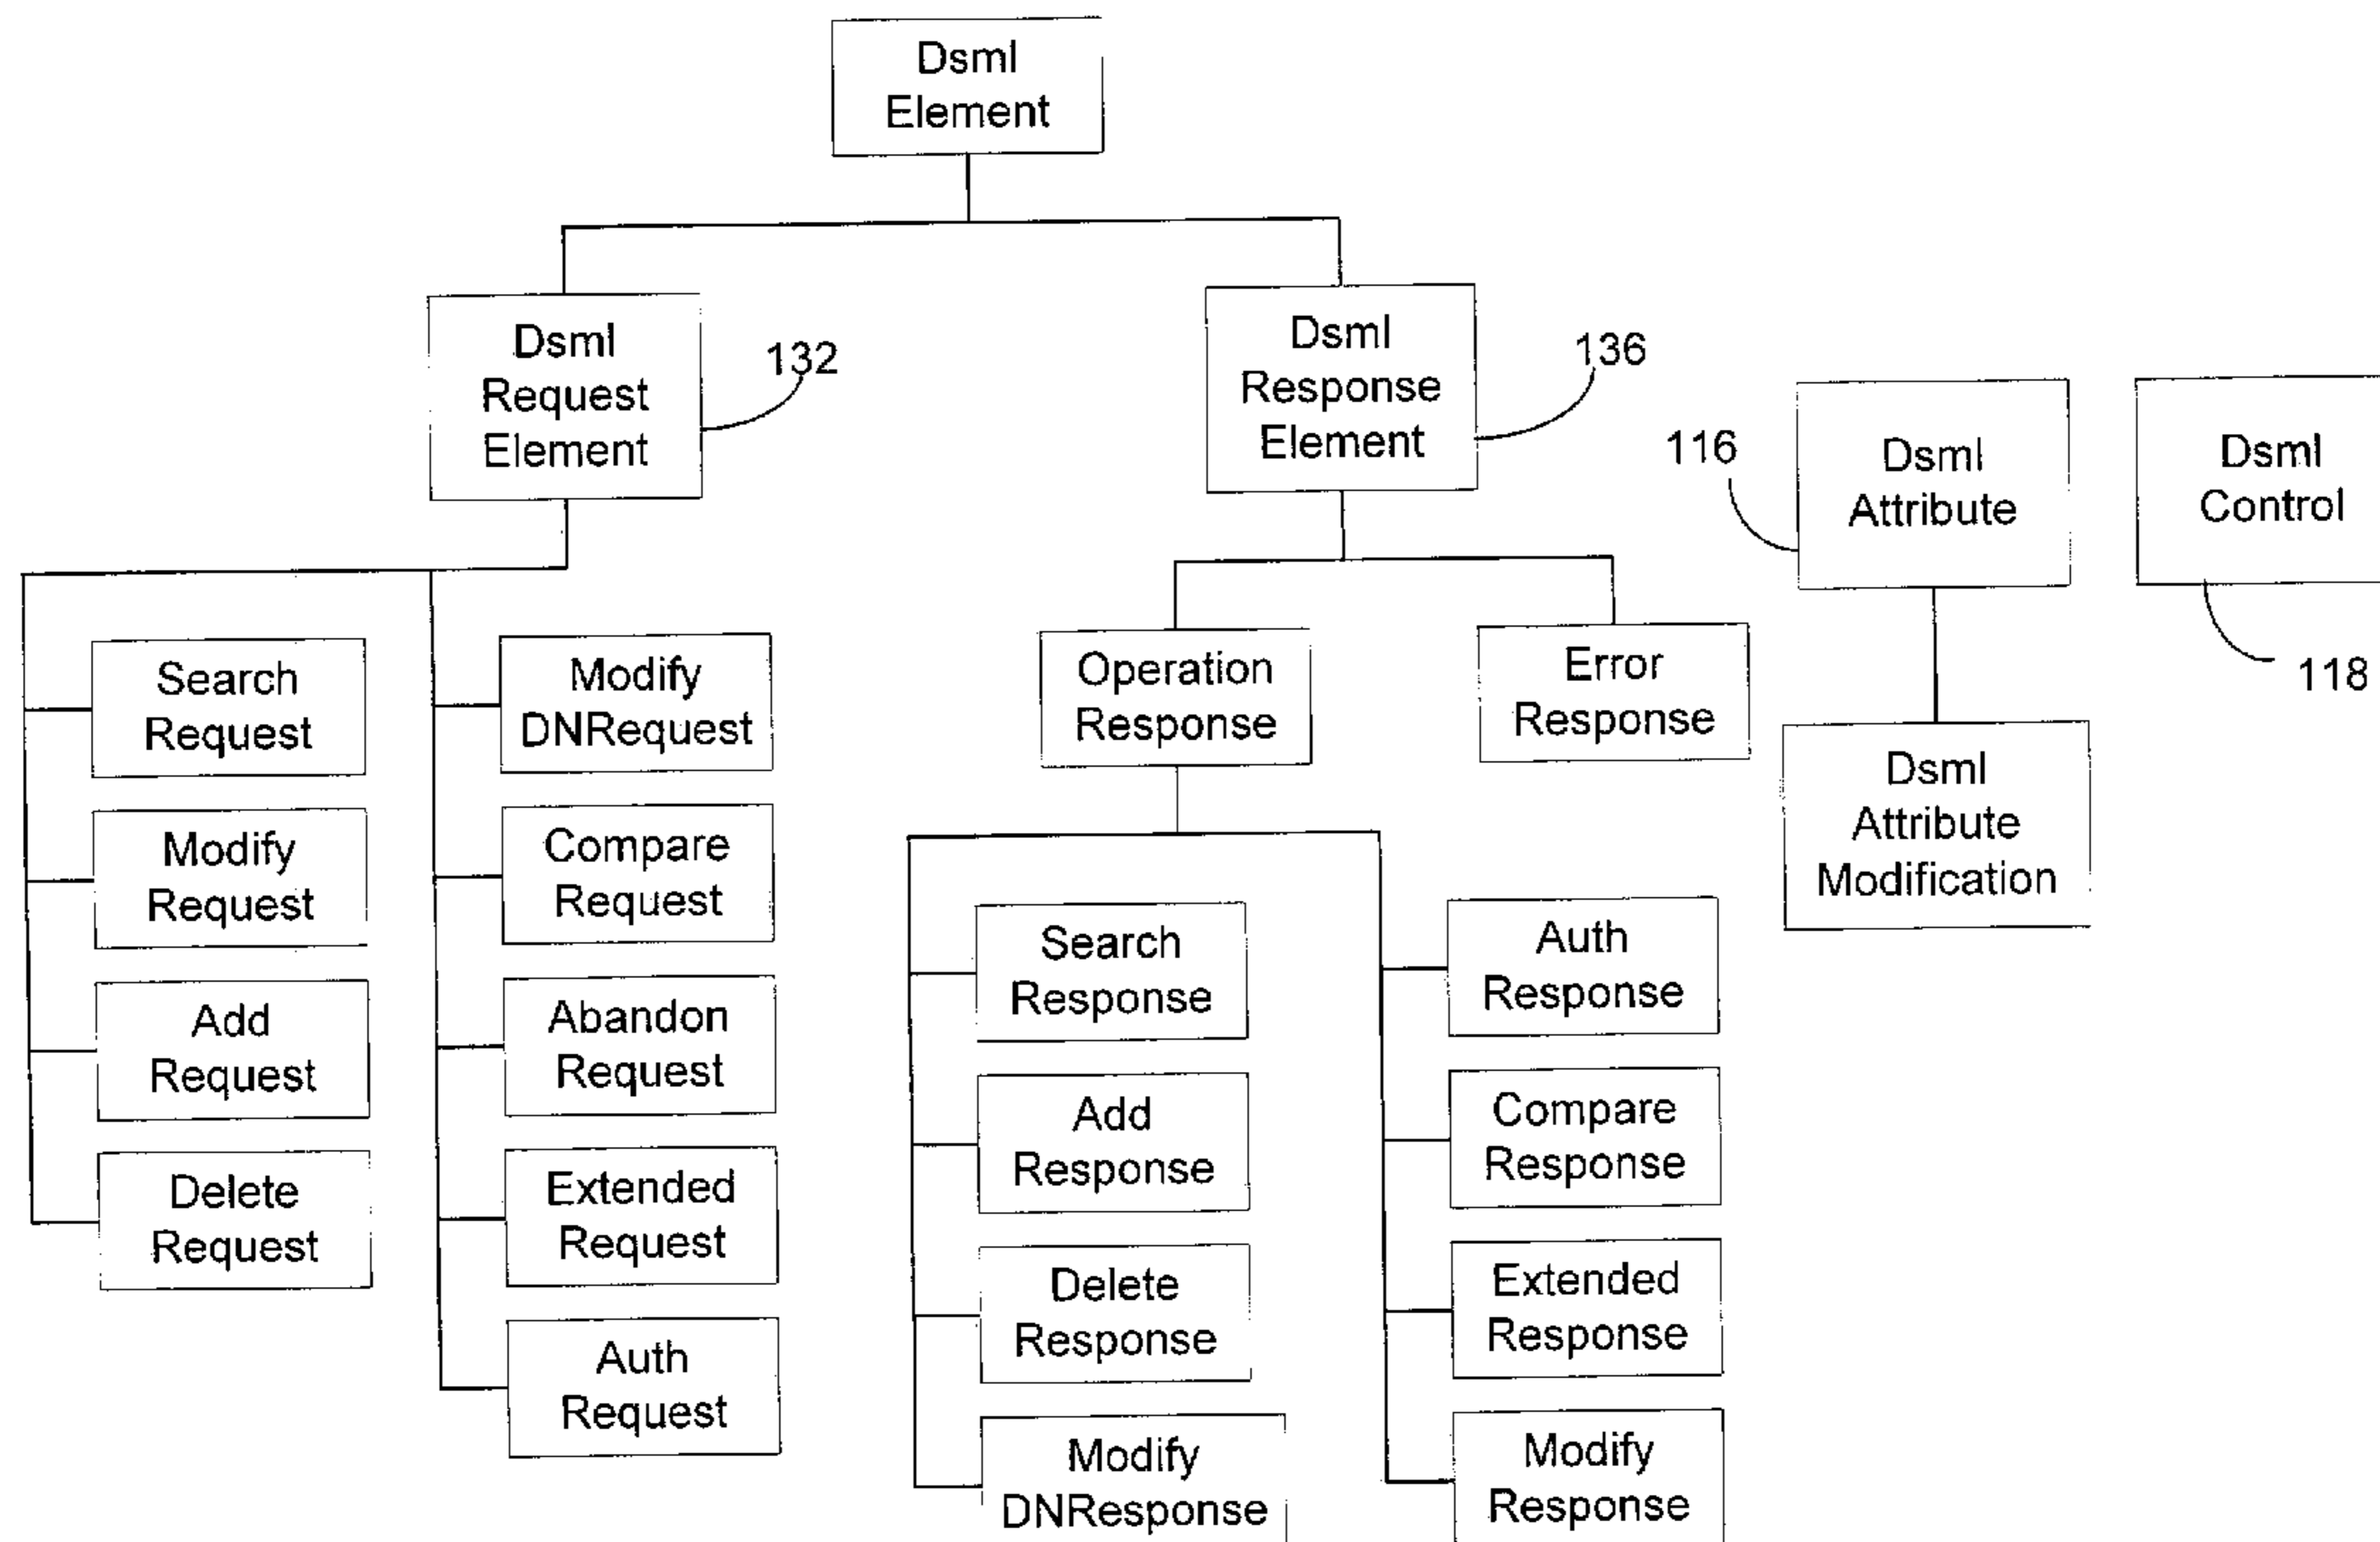 Dsml
Element
Dsml
Request
Element
132
Dsml
Response
Element
136
116
Dsml
Attribute
Dsml
Control
118
Search
Request
Modify
DNRequest
Operation
Response
Error
Response
Dsml
Attribute
Modification
Modify
Request
Compare
Request
Add
Request
Abandon
Request
Delete
Request
Extended
Request
Auth
Request
Search
Response
Auth
Response
Add
Response
Compare
Response
Delete
Response
Extended
Response
Modify
DNResponse
Modify
Response